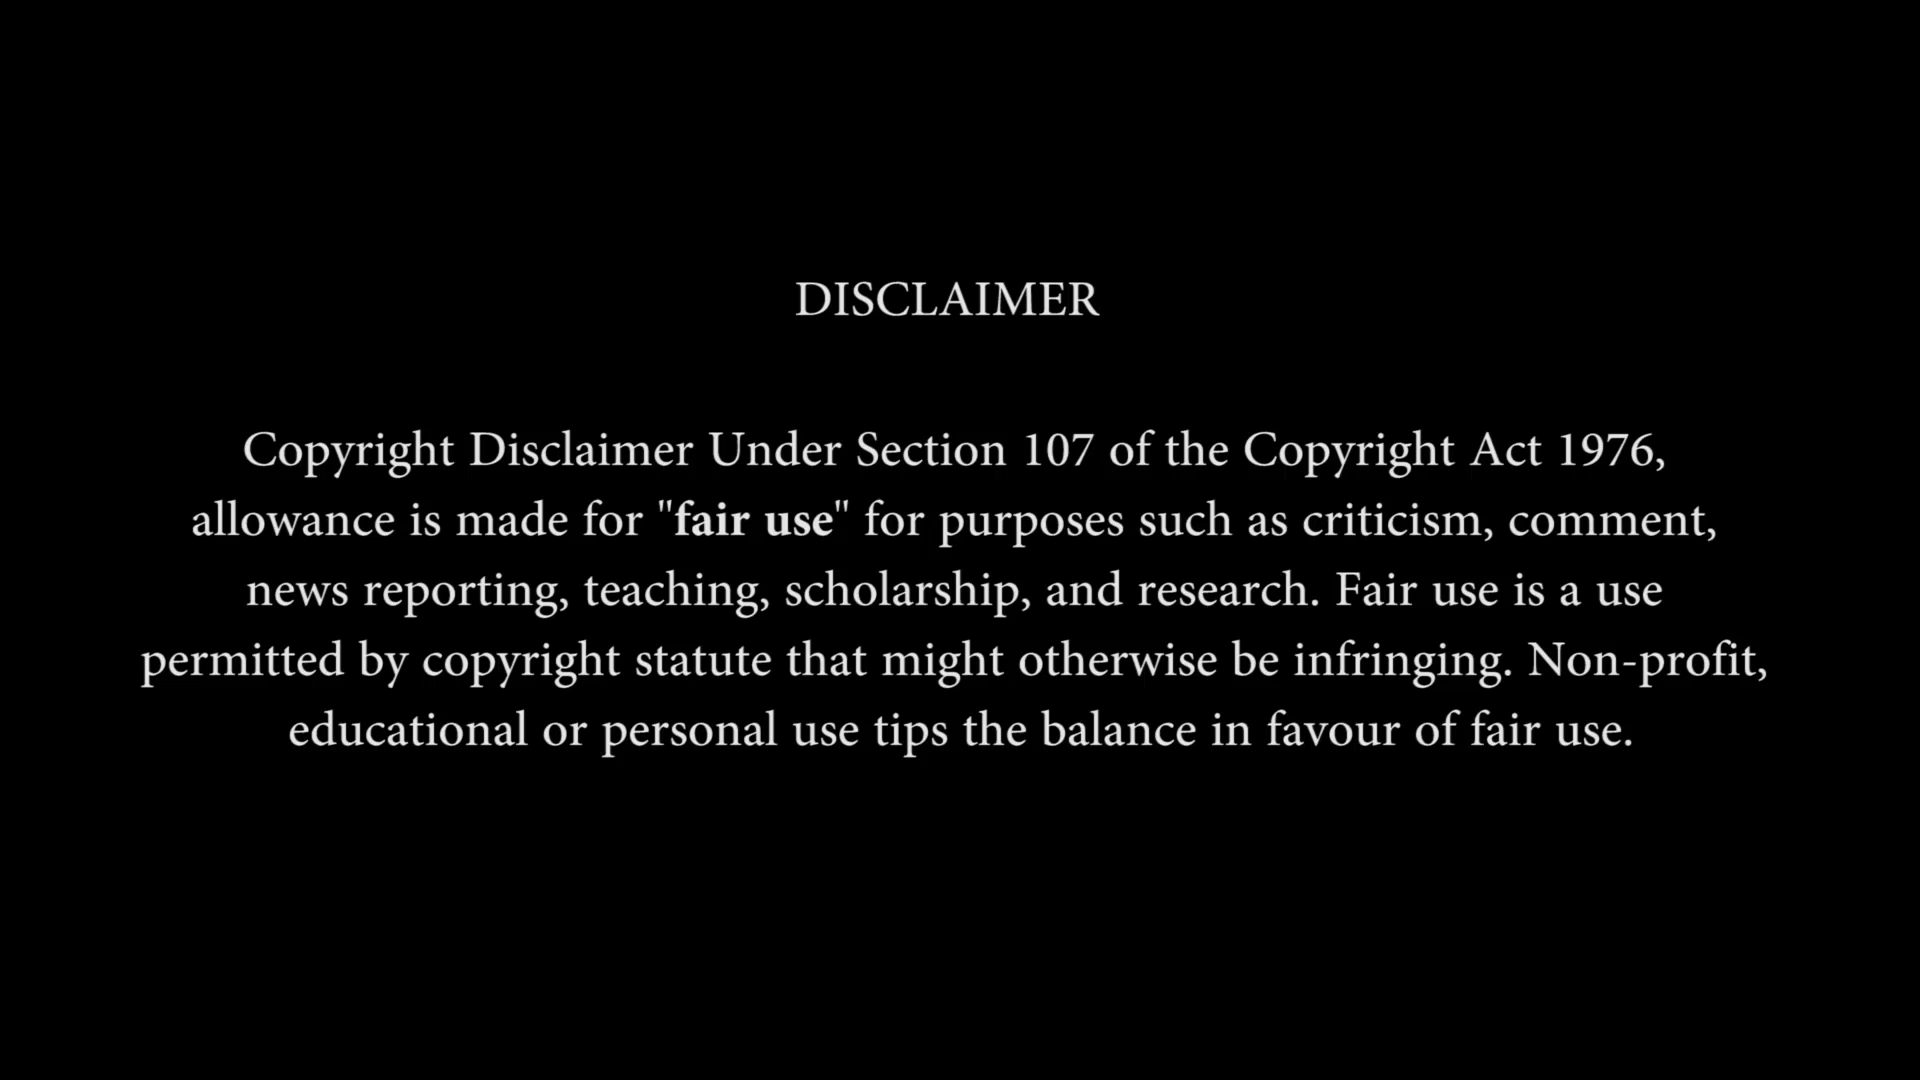 DISCLAIMER
Copyright Disclaimer Under Section 107 of the Copyright Act 1976,
allowance is made for "fair use" for purposes such as criticism, comment,
news reporting, teaching, scholarship, and research. Fair use is a use
permitted by copyright statute that might otherwise be infringing. Non-profit,
educational or personal use tips the balance in favour of fair use.